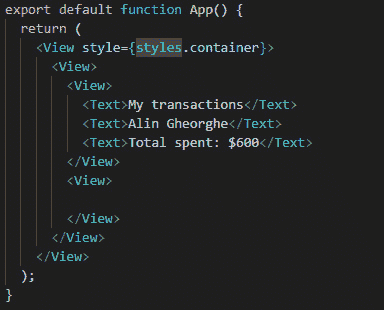 export default function App() {
  return (
    <View style={styles.container}>
      <View>
        <View>
          <Text>My transactions</Text>
          <Text>Alin Gheorghe</Text>
          <Text>Total spent: $600</Text>
        </View>
        <View>

        </View>
      </View>
    </View>
  );
}